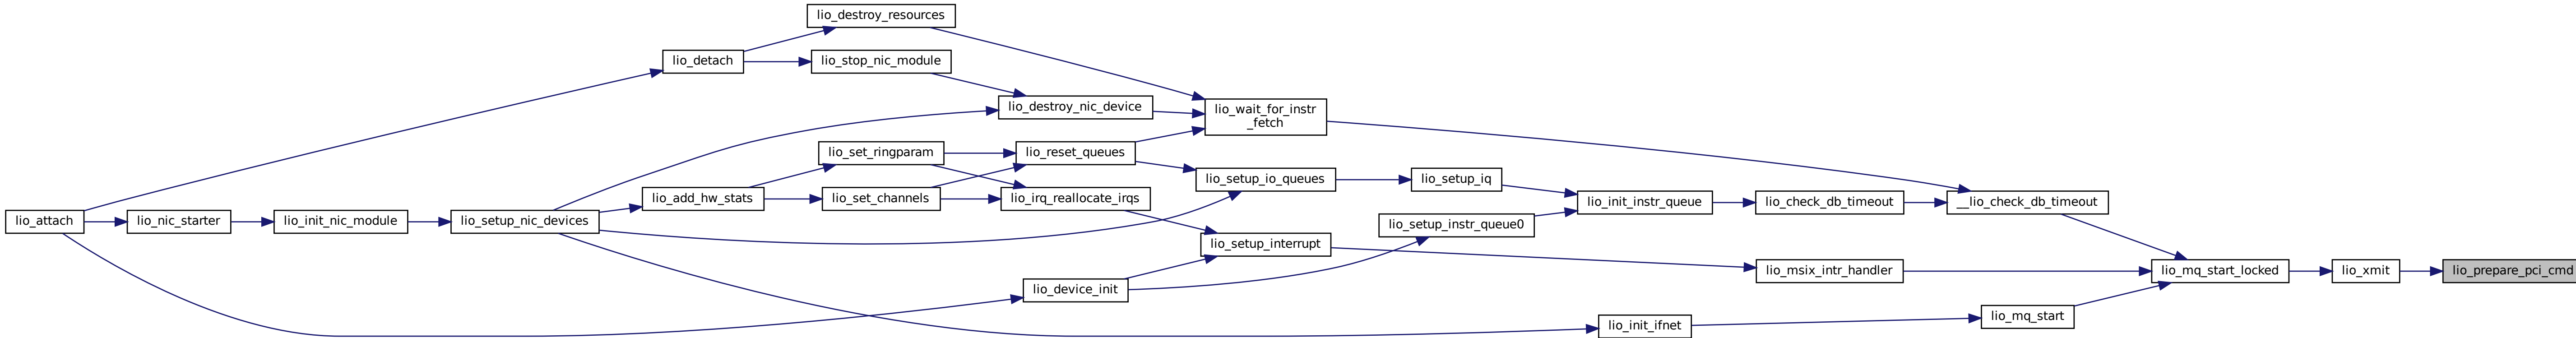 lio_destroy_resources
lio_detach
lio_stop_nic_module
lio_destroy_nic_device
lio_wait_for_instr
_fetch
lio_set_ringparam
lio_reset_queues
lio_setup_io_queues
lio_setup_iq
lio_add_hw_stats
lio_set_channels
lio_irq_reallocate_irqs
lio_init_instr_queue
lio_check_db_timeout
__lio_check_db_timeout
lio_attach
lio_nic_starter
lio_init_nic_module
lio_setup_nic_devices
lio_setup_instr_queue0
lio_setup_interrupt
lio_msix_intr_handler
lio_mq_start_locked
lio_xmit
lio_prepare_pci_cmd
lio_device_init
lio_mq_start
lio_init_ifnet